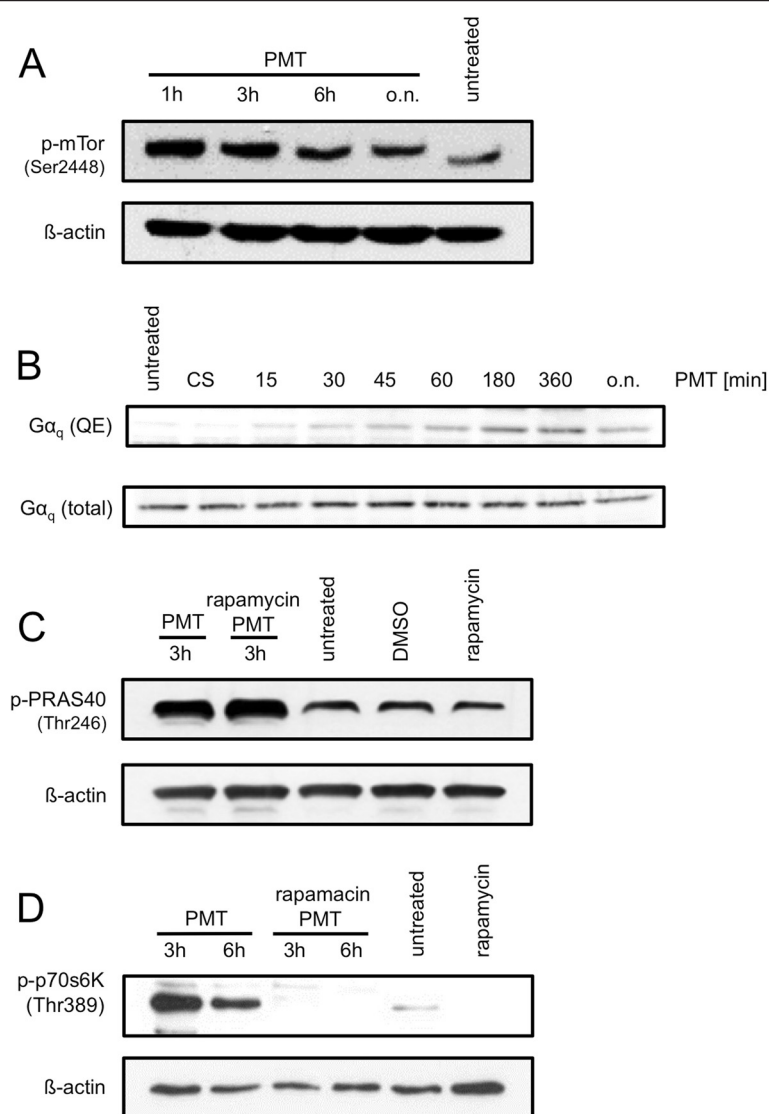 A
PMT
untreated
1h 3h 6h o.n.
p-mTor
(Ser2448)
ß-actin
B
untreated
CS 15 30 45 60 180 360 o.n. PMT [min]
Gαq (QE)
Gαq (total)
C
PMT
rapamycin
PMT
untreated
DMSO
rapamycin
3h 3h
p-PRAS40
(Thr246)
ß-actin
D
PMT
rapamacin
PMT
untreated
rapamycin
3h 6h 3h 6h
p-p70s6K
(Thr389)
ß-actin